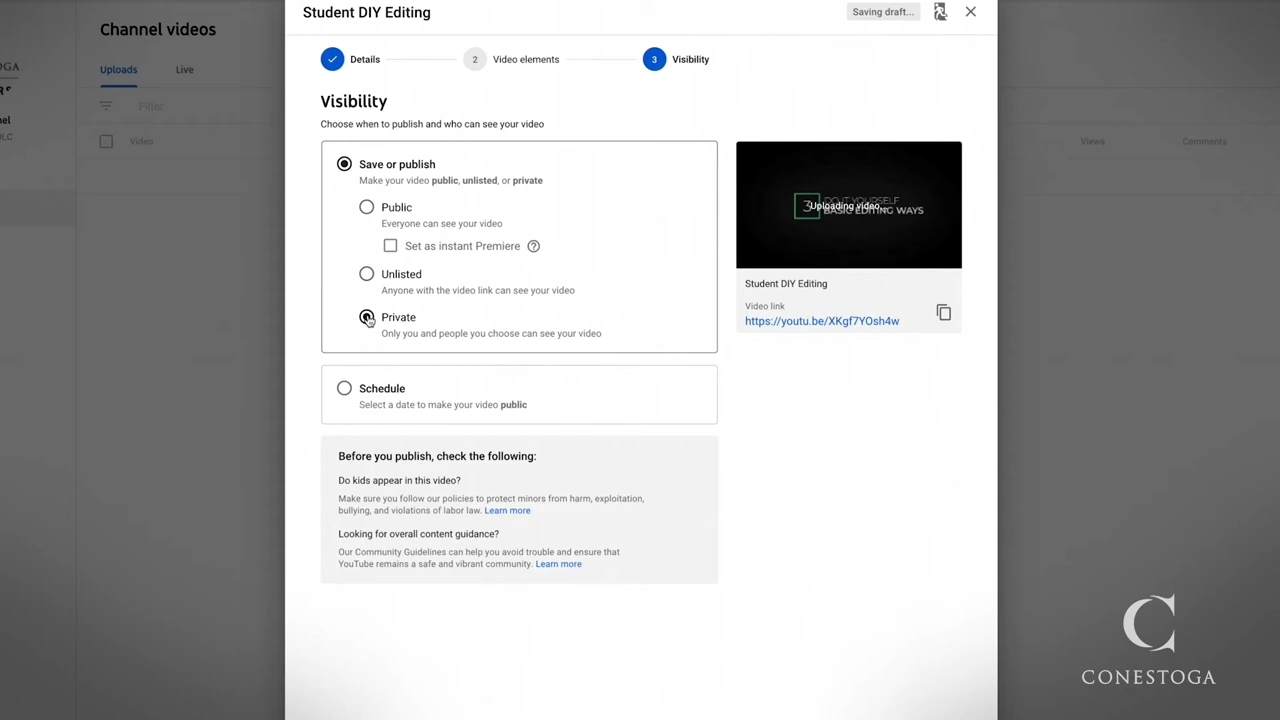 Student DIY Editing
Saving draft...
Channel videos
Details
2
Video elements
3
Visibility
OGA
Uploads
Live
Visibility
Filter
Choose when to publish and who can see your video
Video
Views
Comments
Save or publish
Make your video public, unlisted, or private
Public
Everyone can see your video
Set as instant Premiere
Unlisted
Anyone with the video link can see your video
Private
Only you and people you choose can see your video
3
DO IT YOURSELF
BASIC EDITING WAYS
Uploading video...
Student DIY Editing
Video link
https://youtu.be/XKgf7YOsh4w
Schedule
Select a date to make your video public
Before you publish, check the following:
Do kids appear in this video?
Make sure you follow our policies to protect minors from harm, exploitation,
bullying, and violations of labor law. Learn more
Looking for overall content guidance?
Our Community Guidelines can help you avoid trouble and ensure that
YouTube remains a safe and vibrant community. Learn more
C
CONESTOGA